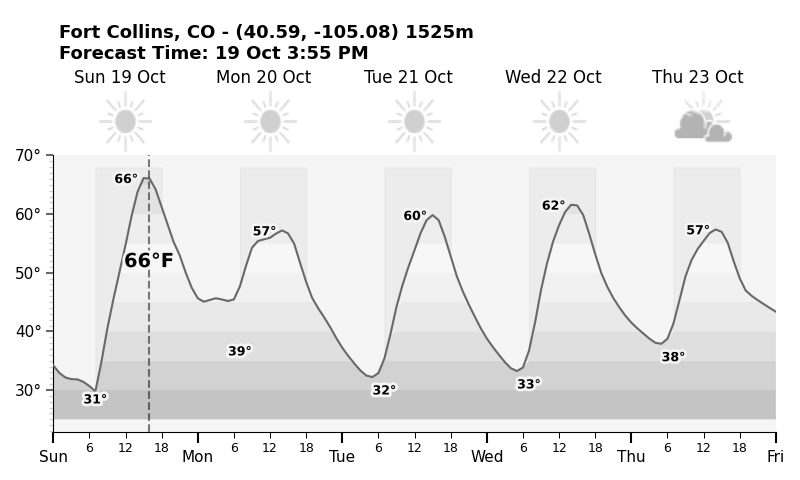 Fort Collins, CO - (40.59, -105.08) 1525m
Forecast Time: 19 Oct 3:55 PM
Sun 19 Oct Mon 20 Oct Tue 21 Oct Wed 22 Oct Thu 23 Oct
70°
66°
60°
62°
60°
57°
57°
66°F
50°
40°
39°
38°
33°
32°
30°
31°
6 12 18 6 12 18 6 12 18 6 12 18 6 12 18
Sun Mon Tue Wed Thu Fri